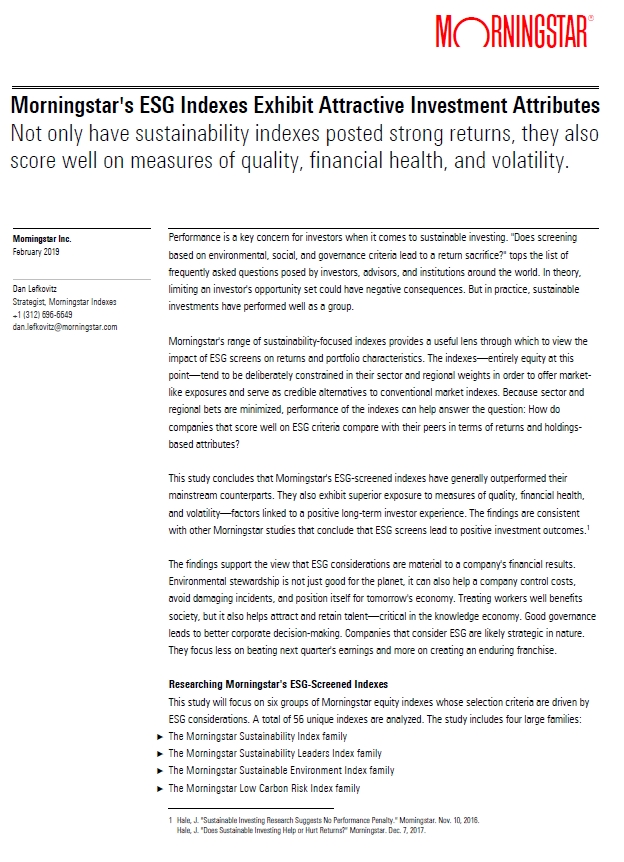 MORNINGSTAR®
Morningstar's ESG Indexes Exhibit Attractive Investment Attributes
Not only have sustainability indexes posted strong returns, they also
score well on measures of quality, financial health, and volatility.
Morningstar Inc.
February 2019
Dan Lefkovitz
Strategist, Morningstar Indexes
+1 (312) 696-6649
dan.lefkovitz@morningstar.com
Performance is a key concern for investors when it comes to sustainable investing. "Does screening
based on environmental, social, and governance criteria lead to a return sacrifice?" tops the list of
frequently asked questions posed by investors, advisors, and institutions around the world. In theory,
limiting an investor's opportunity set could have negative consequences. But in practice, sustainable
investments have performed well as a group.
Morningstar's range of sustainability-focused indexes provides a useful lens through which to view the
impact of ESG screens on returns and portfolio characteristics. The indexes—entirely equity at this
point—tend to be deliberately constrained in their sector and regional weights in order to offer market-
like exposures and serve as credible alternatives to conventional market indexes. Because sector and
regional bets are minimized, performance of the indexes can help answer the question: How do
companies that score well on ESG criteria compare with their peers in terms of returns and holdings-
based attributes?
This study concludes that Morningstar's ESG-screened indexes have generally outperformed their
mainstream counterparts. They also exhibit superior exposure to measures of quality, financial health,
and volatility—factors linked to a positive long-term investor experience. The findings are consistent
with other Morningstar studies that conclude that ESG screens lead to positive investment outcomes.1
The findings support the view that ESG considerations are material to a company's financial results.
Environmental stewardship is not just good for the planet, it can also help a company control costs,
avoid damaging incidents, and position itself for tomorrow's economy. Treating workers well benefits
society, but it also helps attract and retain talent—critical in the knowledge economy. Good governance
leads to better corporate decision-making. Companies that consider ESG are likely strategic in nature.
They focus less on beating next quarter's earnings and more on creating an enduring franchise.
Researching Morningstar's ESG-Screened Indexes
This study will focus on six groups of Morningstar equity indexes whose selection criteria are driven by
ESG considerations. A total of 56 unique indexes are analyzed. The study includes four large families:
► The Morningstar Sustainability Index family
► The Morningstar Sustainability Leaders Index family
► The Morningstar Sustainable Environment Index family
► The Morningstar Low Carbon Risk Index family
1 Hale, J. "Sustainable Investing Research Suggests No Performance Penalty." Morningstar. Nov. 10, 2016.
Hale, J. "Does Sustainable Investing Help or Hurt Returns?" Morningstar. Dec. 7, 2017.